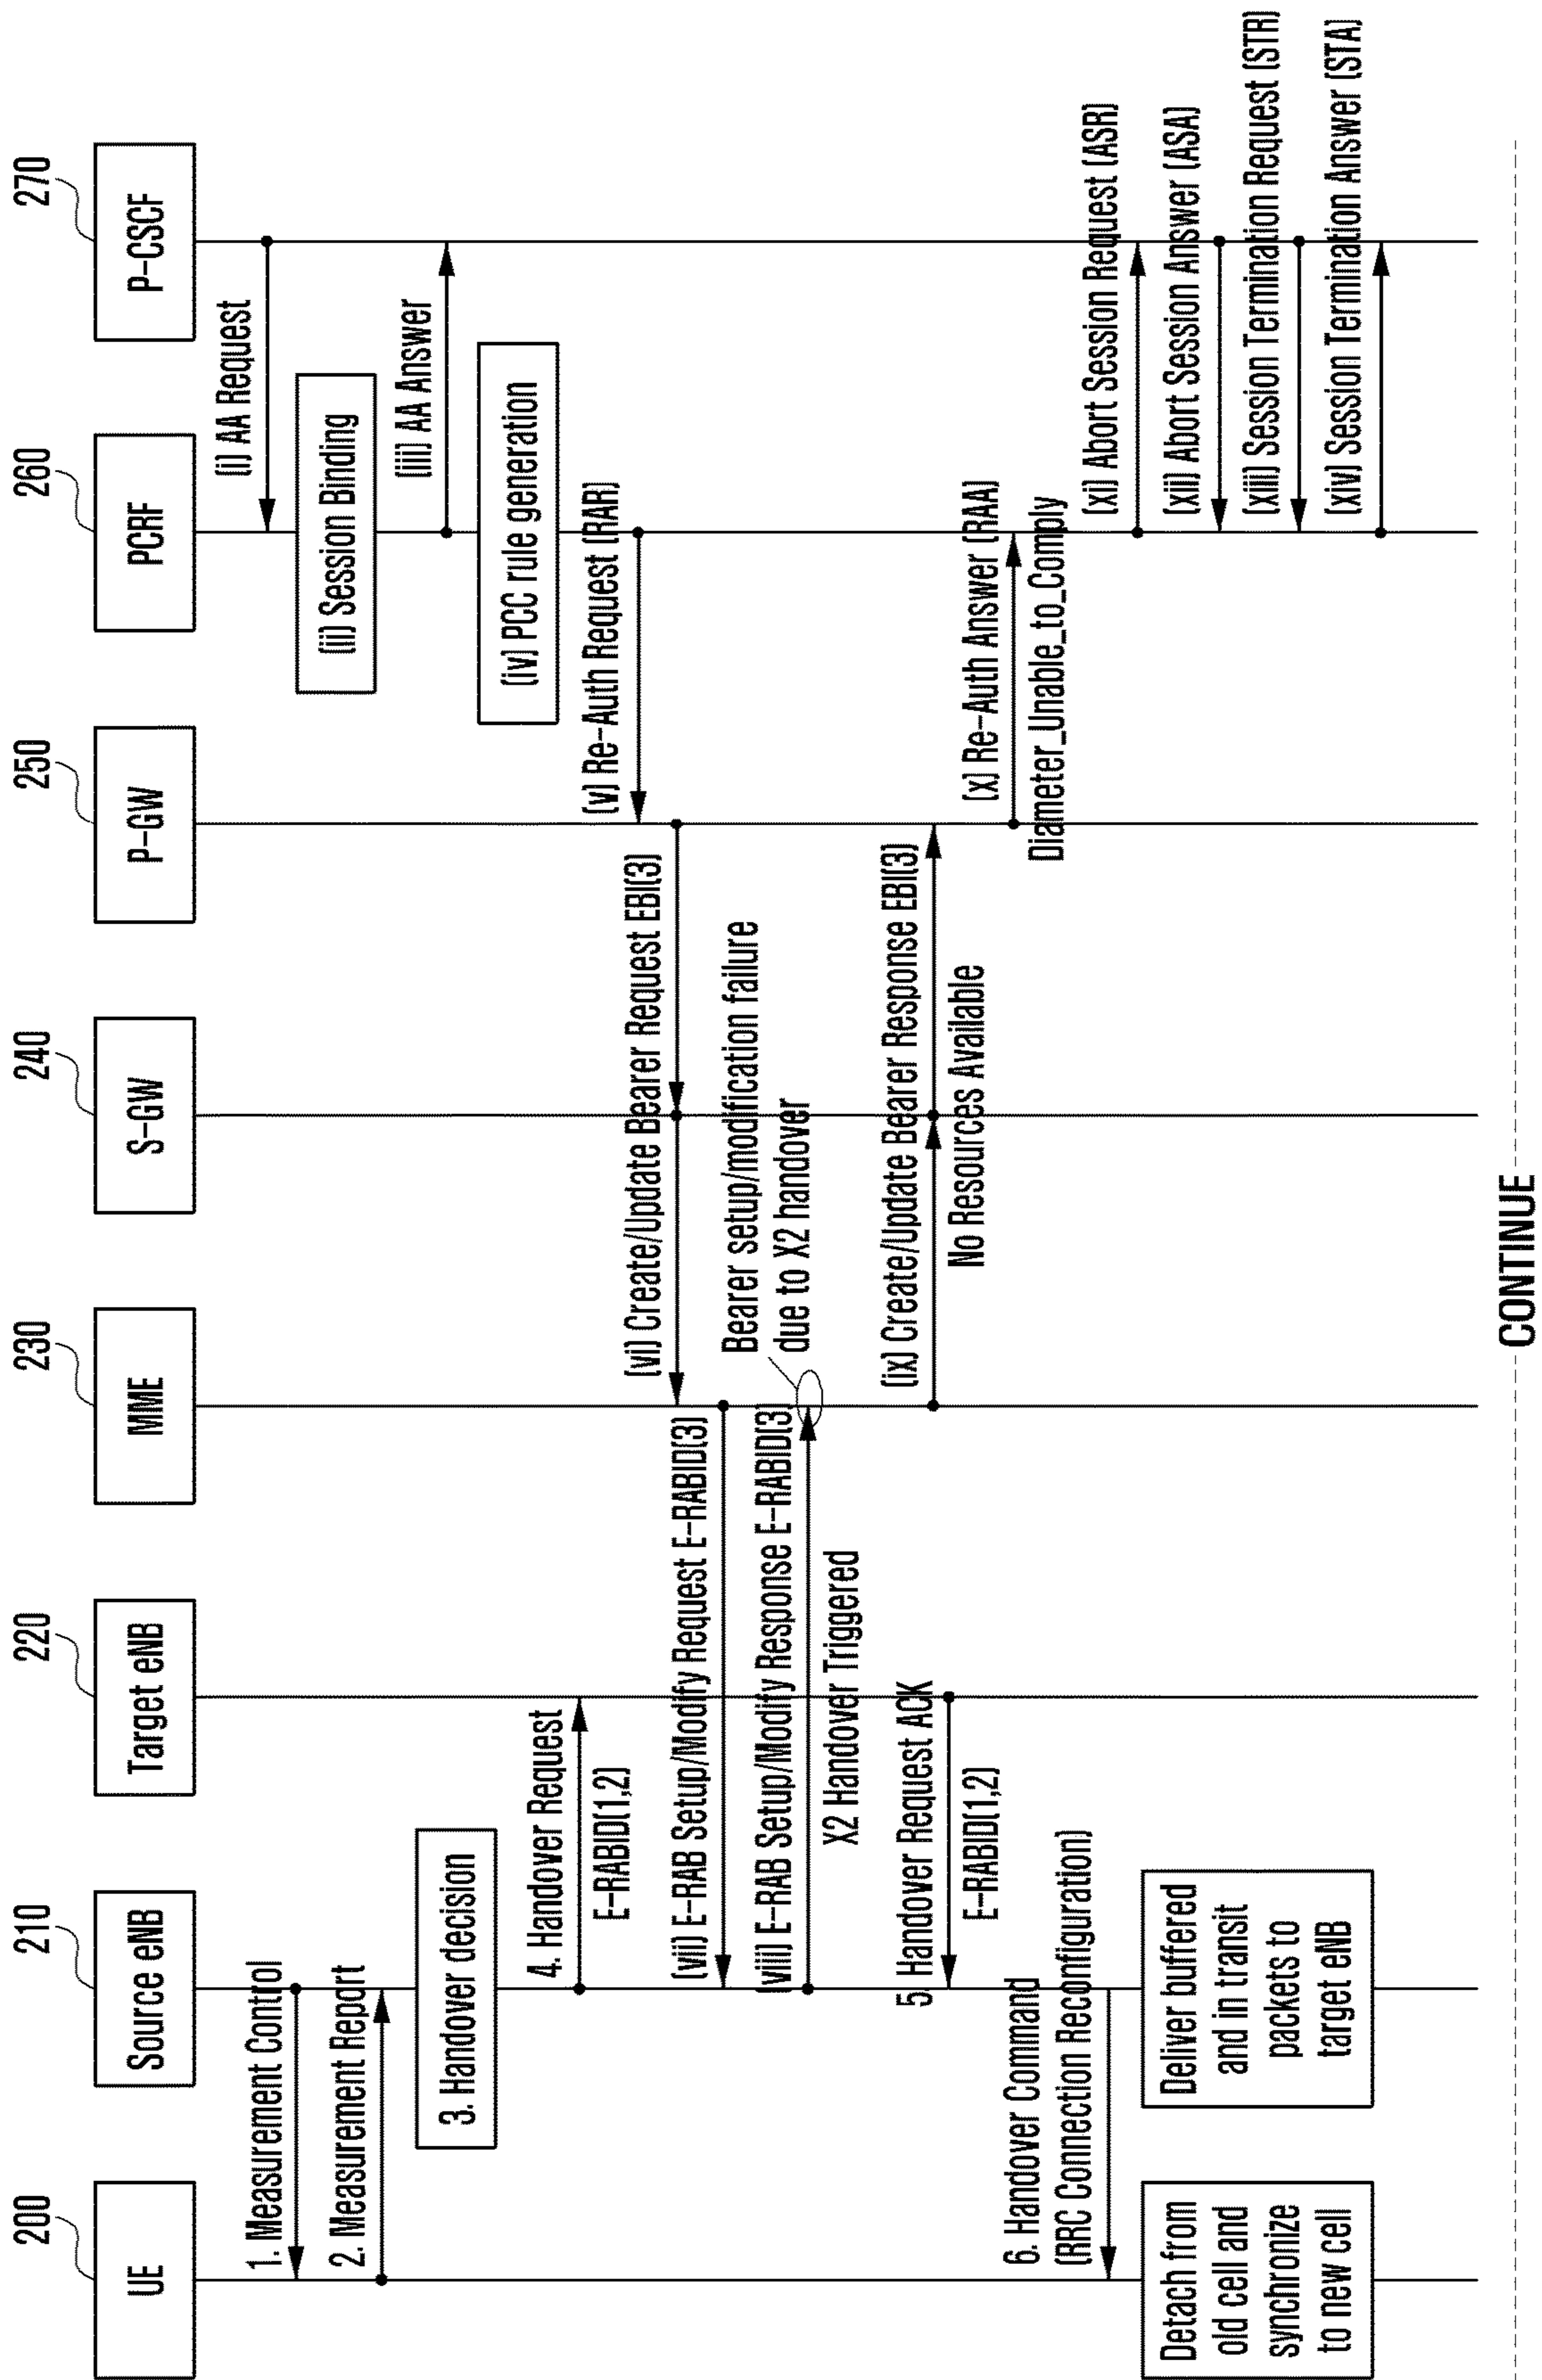 200
210
220
230
240
250
260
270
UE
Source eNB
Target eNB
MME
S-GW
P-GW
PCRF
P-CSCF
1. Measurement Control
(i) AA Request
2. Measurement Report
(ii) Session Binding
3. Handover decision
(iii) AA Answer
(iv) PCC rule generation
4. Handover Request
E-RABID(1,2)
(v) Re-Auth Request (RAR)
(vi) Create/Update Bearer Request EBI(3)
(vii) E-RAB Setup/Modify Request E-RABID(3)
Bearer setup/modification failure
due to X2 handover
(viii) E-RAB Setup/Modify Response E-RABID(3)
X2 Handover Triggered
(ix) Create/Update Bearer Response EBI(3)
No Resources Available
5. Handover Request ACK
E-RABID(1,2)
(x) Re-Auth Answer (RAA)
Diameter_Unable_to_Comply
6. Handover Command
(RRC Connection Reconfiguration)
(xi) Abort Session Request (ASR)
(xii) Abort Session Answer (ASA)
(xiii) Session Termination Request (STR)
(xiv) Session Termination Answer (STA)
Detach from
old cell and
synchronize
to new cell
Deliver buffered
and in transit
packets to
target eNB
CONTINUE